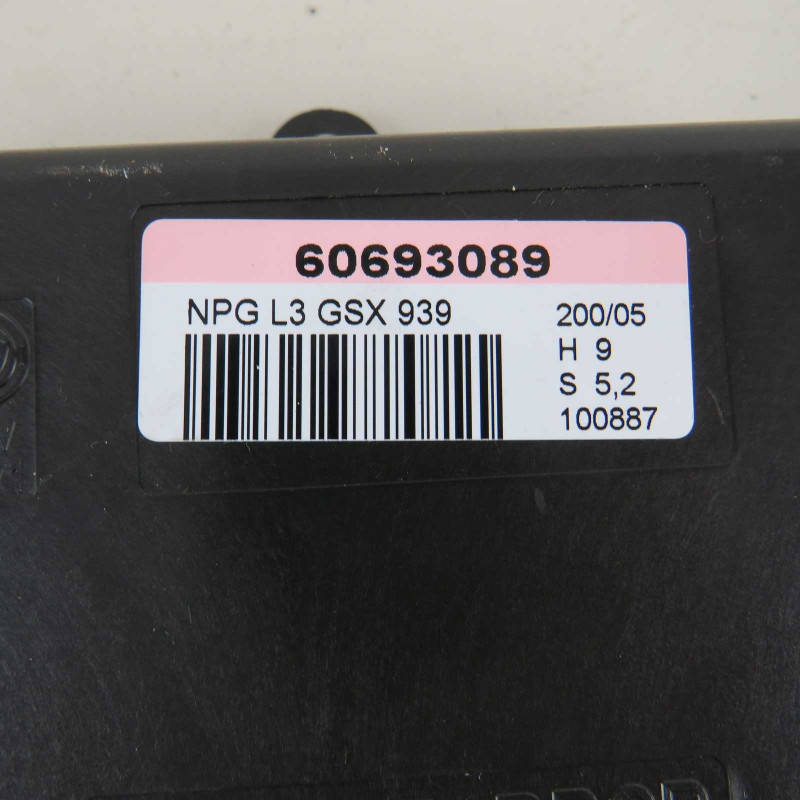 60693089
NPG L3 GSX 939
200/05
H 9
S 5,2
100887